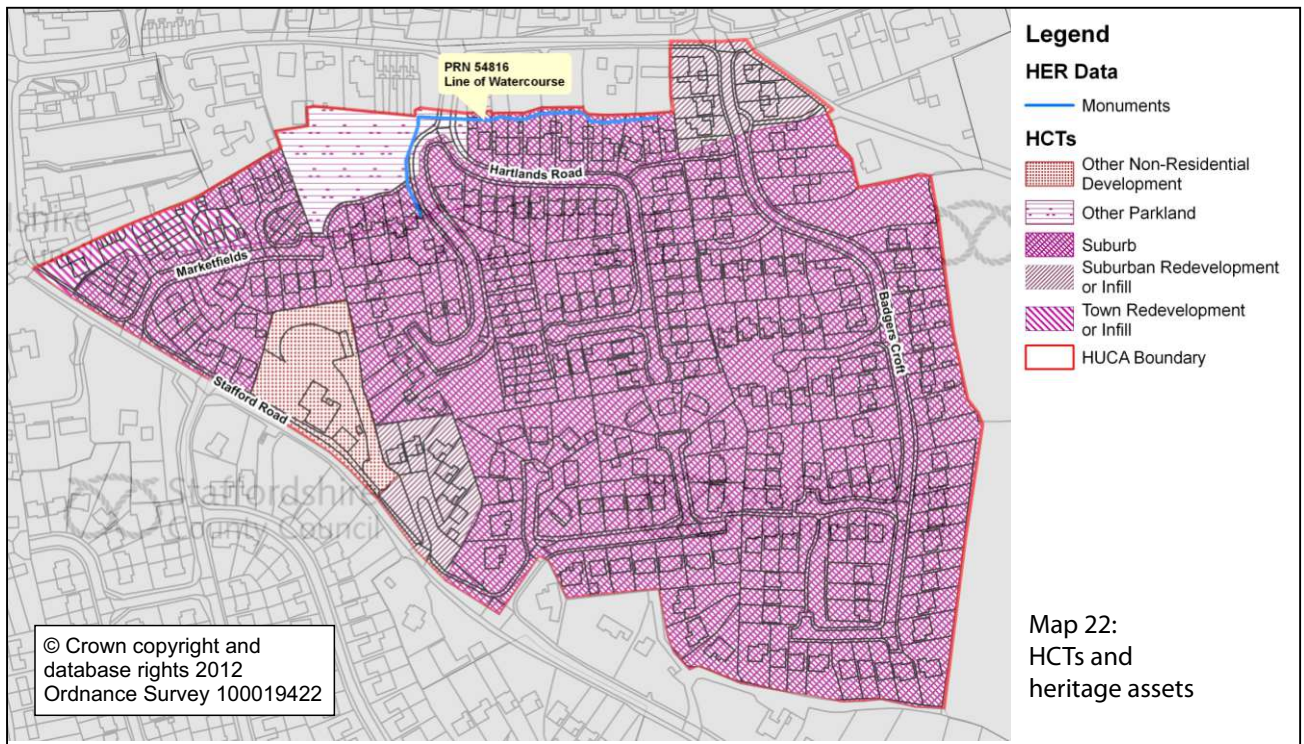 PRN 54816
Line of Watercourse
Hartlands Road
Marketfields
Badgers Croft
Stafford Road
dshire
Staffordshire
County Council
© Crown copyright and
database rights 2012
Ordnance Survey 100019422
Legend
HER Data
Monuments
HCTs
Other Non-Residential
Development
Other Parkland
Suburb
Suburban Redevelopment
or Infill
Town Redevelopment
or Infill
HUCA Boundary
Map 22:
HCTs and
heritage assets